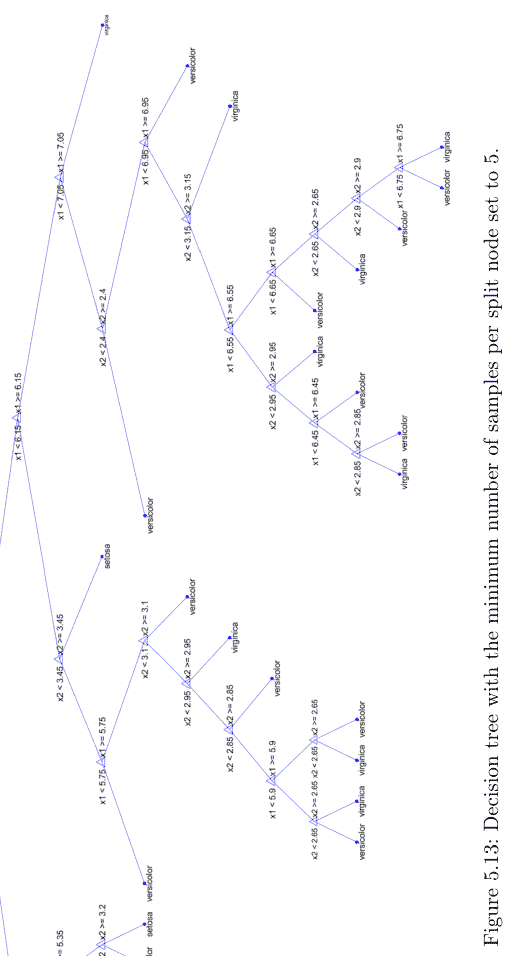 x1 < 6.15 x1 >= 6.15
>= 5.35 x2 < 3.45 x2 >= 3.45 x1 < 7.05 x1 >= 7.05
2 x2 >= 3.2 x1 < 5.75 x1 >= 5.75 setosa x2 < 2.4 x2 >= 2.4 virginica
lor setosa versicolor x2 < 3.1 x2 >= 3.1 versicolor x1 < 6.95 x1 >= 6.95
x2 < 2.95 x2 >= 2.95 versicolor x2 < 3.15 x2 >= 3.15 versicolor
x2 < 2.85 x2 >= 2.85 virginica x1 < 6.55 x1 >= 6.55 virginica
x1 < 5.9 x1 >= 5.9 versicolor x2 < 2.95 x2 >= 2.95 x1 < 6.65 x1 >= 6.65
x2 < 2.65 x2 >= 2.65 x2 < 2.65 x2 >= 2.65 x1 < 6.45 x1 >= 6.45 virginica versicolor x2 < 2.65 x2 >= 2.65
versicolor virginica virginica versicolor x2 < 2.85 x2 >= 2.85 versicolor virginica x2 < 2.9 x2 >= 2.9
virginica versicolor versicolor x1 < 6.75 x1 >= 6.75
versicolor virginica
Figure 5.13: Decision tree with the minimum number of samples per split node set to 5.